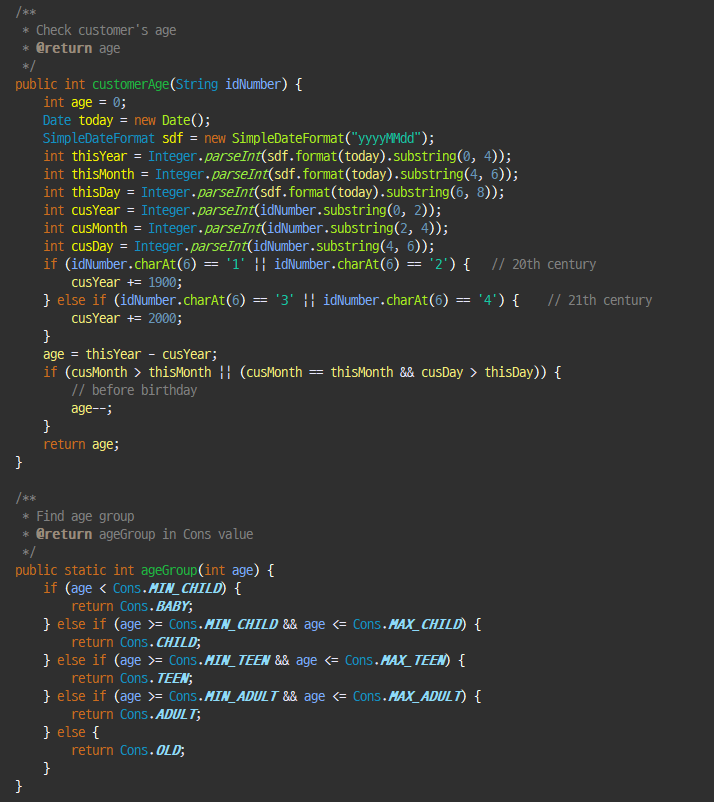 /**
 * Check customer's age
 * @return age
 */
public int customerAge(String idNumber) {
    int age = 0;
    Date today = new Date();
    SimpleDateFormat sdf = new SimpleDateFormat("yyyyMMdd");
    int thisYear = Integer.parseInt(sdf.format(today).substring(0, 4));
    int thisMonth = Integer.parseInt(sdf.format(today).substring(4, 6));
    int thisDay = Integer.parseInt(sdf.format(today).substring(6, 8));
    int cusYear = Integer.parseInt(idNumber.substring(0, 2));
    int cusMonth = Integer.parseInt(idNumber.substring(2, 4));
    int cusDay = Integer.parseInt(idNumber.substring(4, 6));
    if (idNumber.charAt(6) == '1' || idNumber.charAt(6) == '2') {   // 20th century
        cusYear += 1900;
    } else if (idNumber.charAt(6) == '3' || idNumber.charAt(6) == '4') {    // 21th century
        cusYear += 2000;
    }
    age = thisYear - cusYear;
    if (cusMonth > thisMonth || (cusMonth == thisMonth && cusDay > thisDay)) {
        // before birthday
        age--;
    }
    return age;
}

/**
 * Find age group
 * @return ageGroup in Cons value
 */
public static int ageGroup(int age) {
    if (age < Cons.MIN_CHILD) {
        return Cons.BABY;
    } else if (age >= Cons.MIN_CHILD && age <= Cons.MAX_CHILD) {
        return Cons.CHILD;
    } else if (age >= Cons.MIN_TEEN && age <= Cons.MAX_TEEN) {
        return Cons.TEEN;
    } else if (age >= Cons.MIN_ADULT && age <= Cons.MAX_ADULT) {
        return Cons.ADULT;
    } else {
        return Cons.OLD;
    }
}